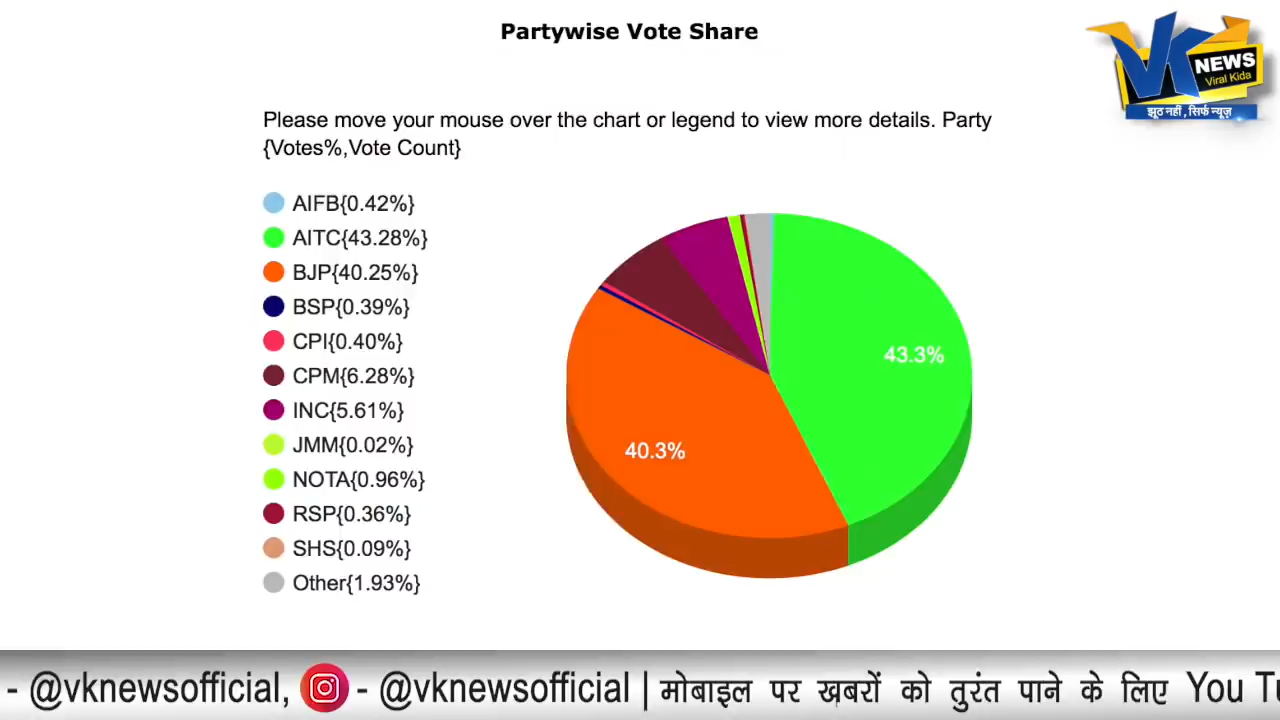 Partywise Vote Share
VK NEWS
Viral Kida
झूठ नहीं, सिर्फ न्यूज़
Please move your mouse over the chart or legend to view more details. Party
{Votes%,Vote Count}
AIFB{0.42%}
AITC{43.28%}
BJP{40.25%}
BSP{0.39%}
CPI{0.40%}
CPM{6.28%}
INC{5.61%}
JMM{0.02%}
NOTA{0.96%}
RSP{0.36%}
SHS{0.09%}
Other{1.93%}
43.3%
40.3%
- @vknewsofficial, - @vknewsofficial | मोबाइल पर खबरों को तुरंत पाने के लिए You Tu